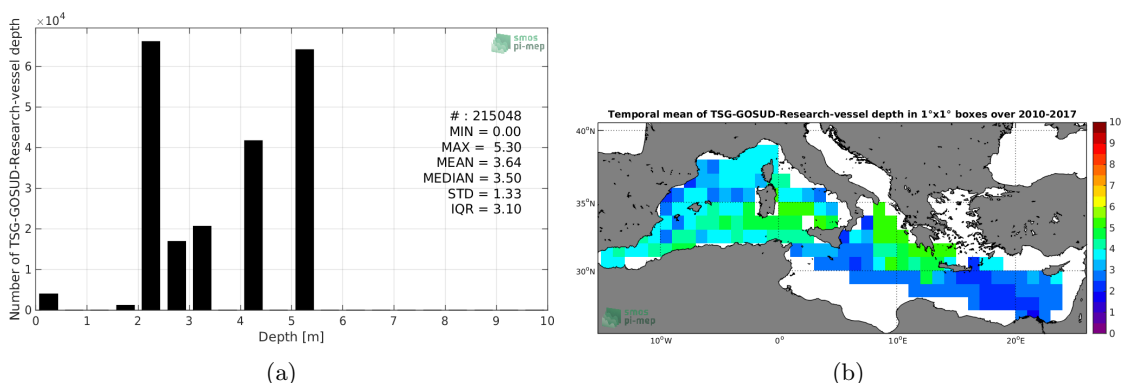 ×10⁴
smos
pi-mep
Number of TSG-GOSUD-Research-vessel depth
6
5
4
3
2
1
0
# : 215048
MIN = 0.00
MAX = 5.30
MEAN = 3.64
MEDIAN = 3.50
STD = 1.33
IQR = 3.10
0 1 2 3 4 5 6 7 8 9 10
Depth [m]
(a)
Temporal mean of TSG-GOSUD-Research-vessel depth in 1°x1° boxes over 2010-2017
40°N
35°N
30°N
10°W 0° 10°E 20°E
smos
pi-mep
10
9
8
7
6
5
4
3
2
1
0
(b)